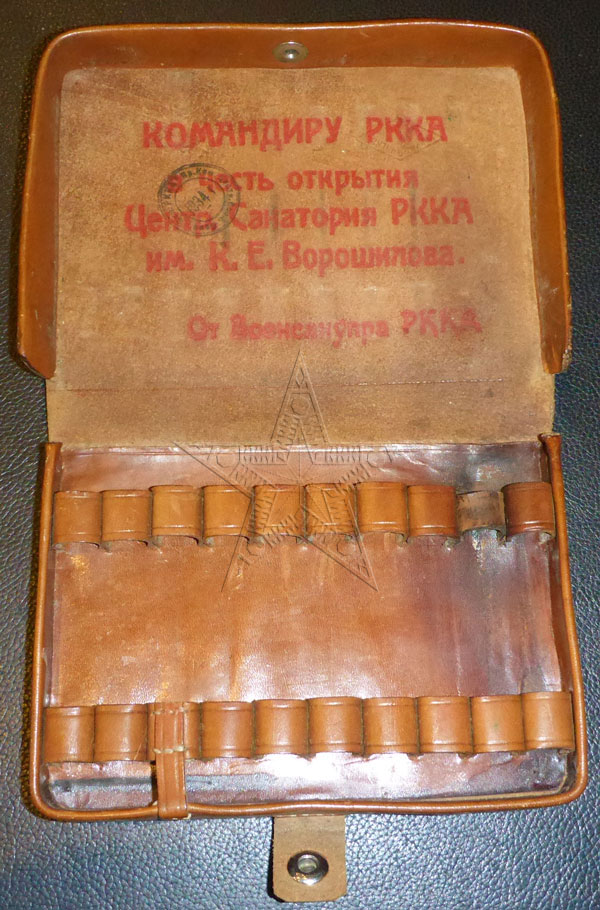 КОМАНДИРУ РККА
В честь открытия
Центр. Санатория РККА
им. К. Е. Ворошилова.
От Военсанупра РККА